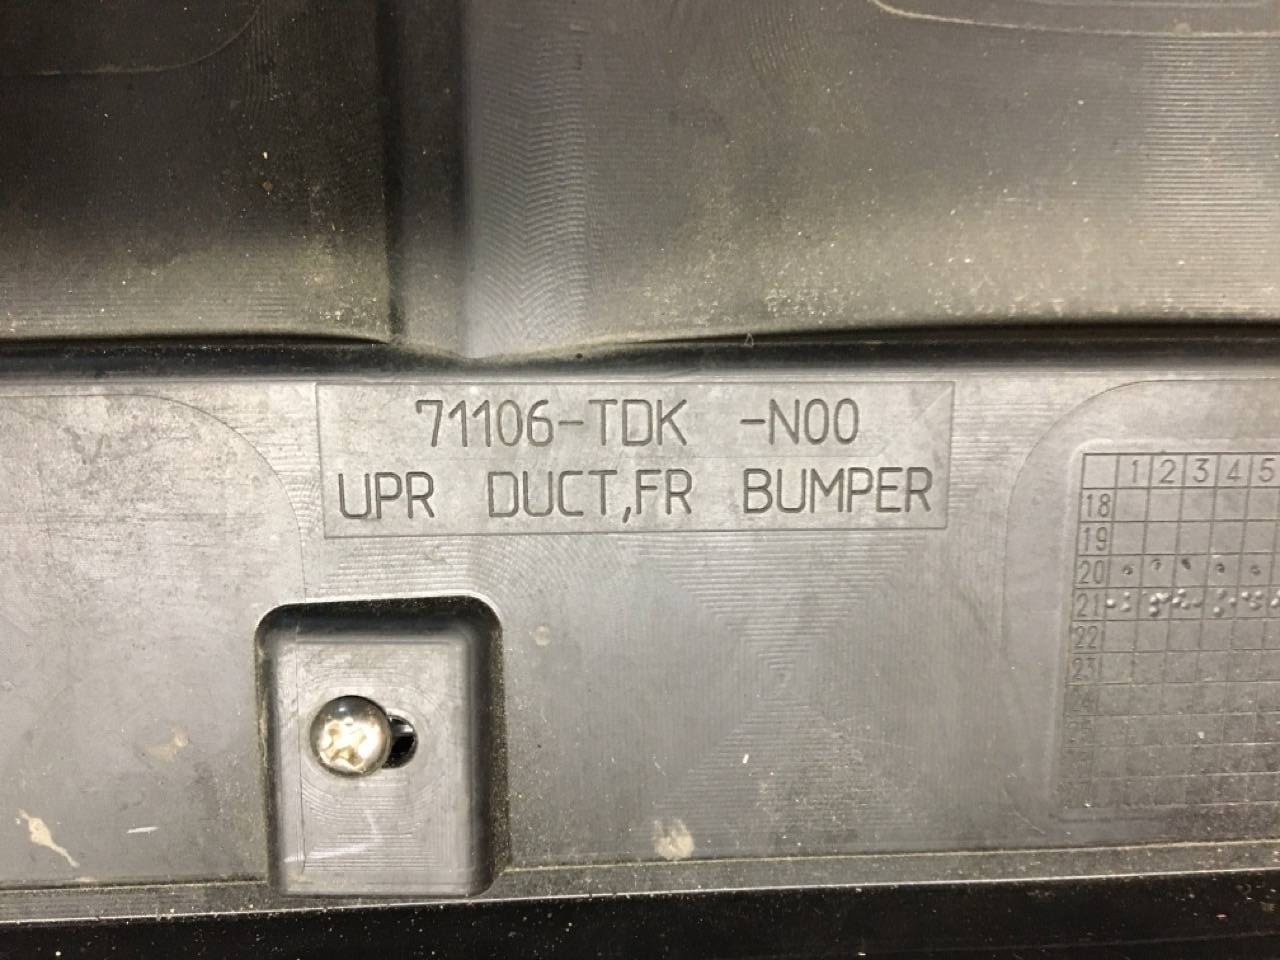 71106-TDK -N00
UPR DUCT,FR BUMPER
1 2 3 4 5
18
19
20
21
22
23